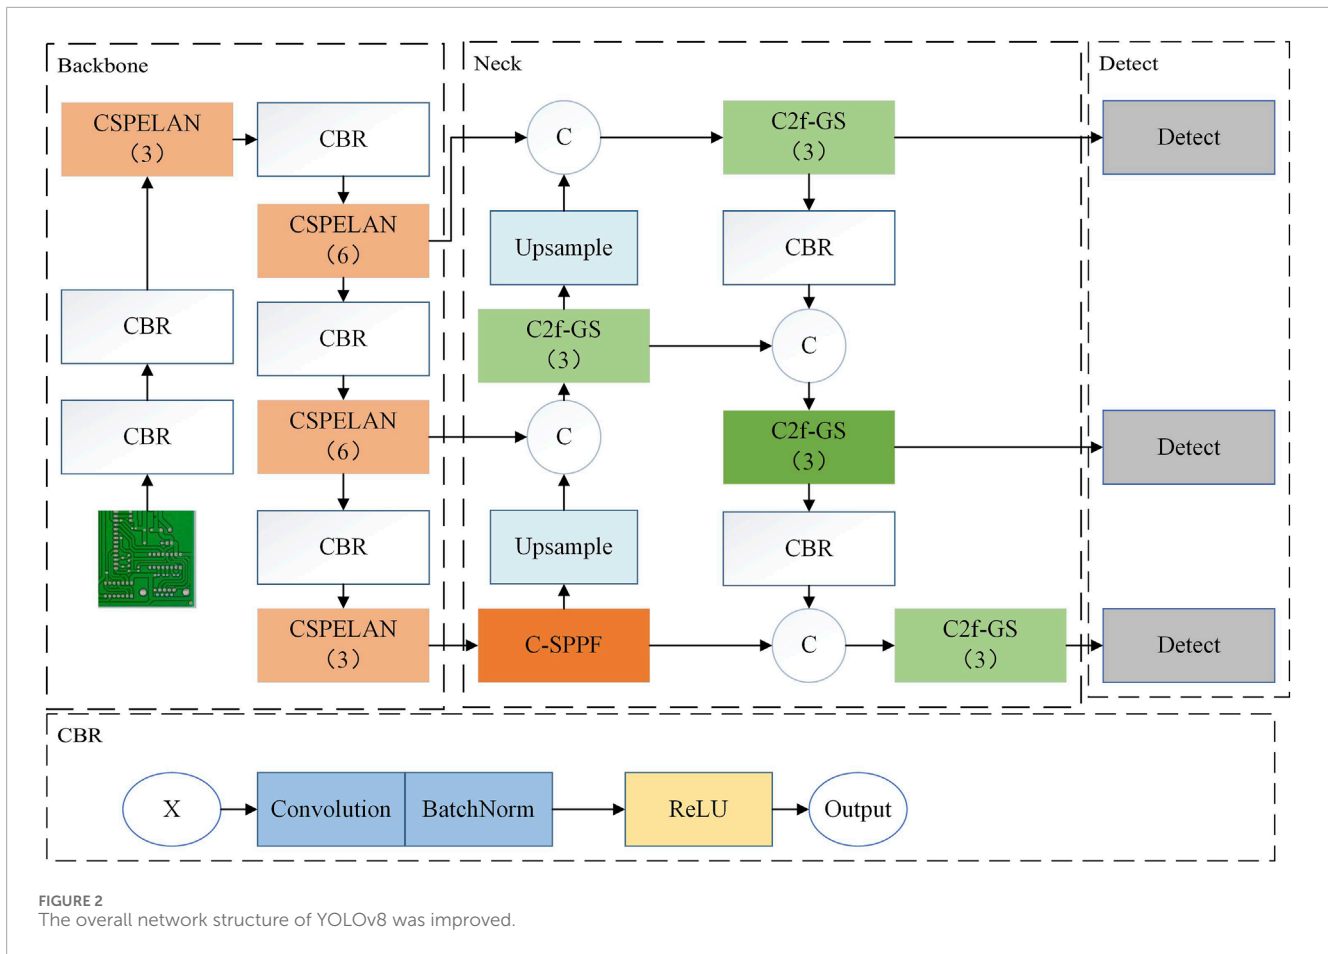 Backbone
CSPELAN
（3）
CBR
CBR
CBR
CSPELAN
（6）
CBR
CSPELAN
（6）
CBR
CSPELAN
（3）
Neck
C
Upsample
C2f-GS
（3）
C
Upsample
C-SPPF
C2f-GS
（3）
CBR
C
C2f-GS
（3）
CBR
C
C2f-GS
（3）
Detect
Detect
Detect
Detect
CBR
X
Convolution
BatchNorm
ReLU
Output
FIGURE 2
The overall network structure of YOLOv8 was improved.